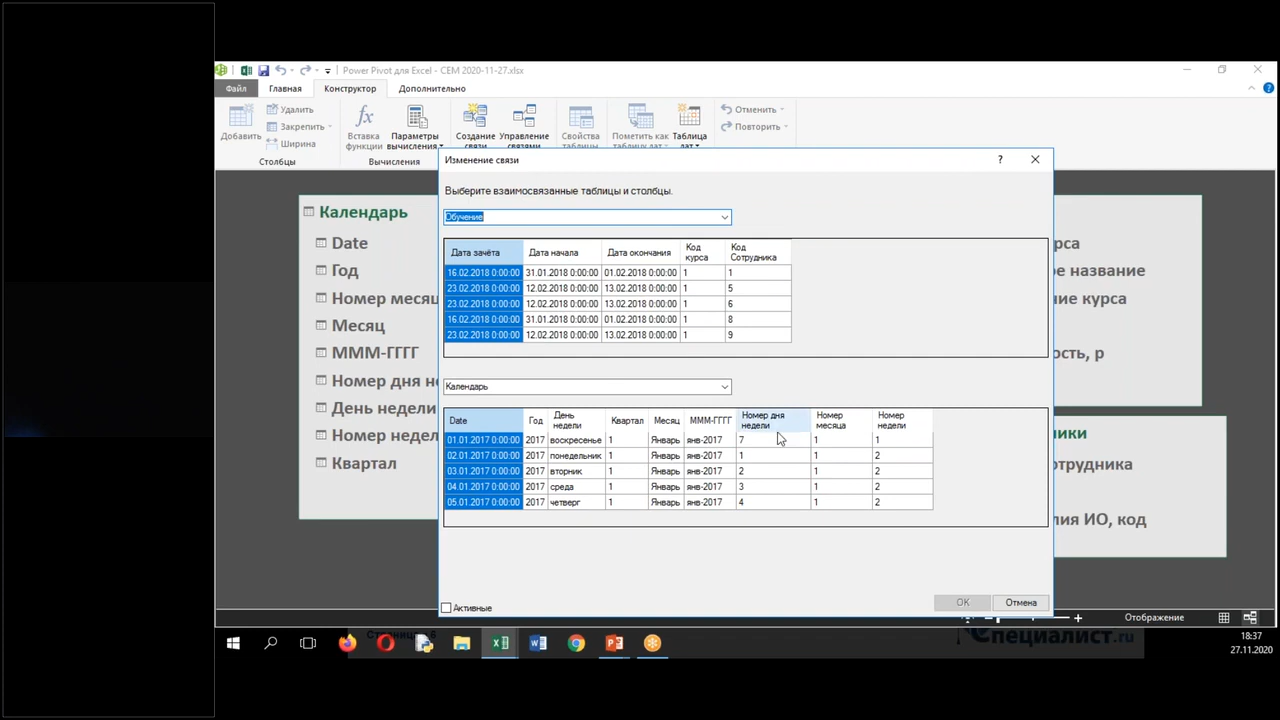 Power Pivot для Excel - СЕМ 2020-11-27.xlsx
Файл Главная Конструктор Дополнительно
Добавить
Удалить
Закрепить
Ширина
Столбцы
Вставка функции
Параметры вычисления
Вычисления
Создание связи
Управление связями
Свойства таблицы
Пометить как таблицу дат
Таблица дат
Отменить
Повторить
Календарь
Date
Год
Номер месяц
Месяц
МММ-ГГГГ
Номер дня не
День недели
Номер недел
Квартал
Изменение связи
? ×
Выберите взаимосвязанные таблицы и столбцы.
Обучение
Дата зачёта Дата начала Дата окончания Код курса Код Сотрудника
16.02.2018 0:00:00 31.01.2018 0:00:00 01.02.2018 0:00:00 1 1
23.02.2018 0:00:00 12.02.2018 0:00:00 13.02.2018 0:00:00 1 5
23.02.2018 0:00:00 12.02.2018 0:00:00 13.02.2018 0:00:00 1 6
16.02.2018 0:00:00 31.01.2018 0:00:00 01.02.2018 0:00:00 1 8
23.02.2018 0:00:00 12.02.2018 0:00:00 13.02.2018 0:00:00 1 9
Календарь
Date Год День недели Квартал Месяц МММ-ГГГГ Номер дня недели Номер месяца Номер недели
01.01.2017 0:00:00 2017 воскресенье 1 Январь янв-2017 7 1 1
02.01.2017 0:00:00 2017 понедельник 1 Январь янв-2017 1 1 2
03.01.2017 0:00:00 2017 вторник 1 Январь янв-2017 2 1 2
04.01.2017 0:00:00 2017 среда 1 Январь янв-2017 3 1 2
05.01.2017 0:00:00 2017 четверг 1 Январь янв-2017 4 1 2
Активные
OK Отмена
рса
ое название
ние курса
ость, р
ики
отрудника
лия ИО, код
Отображение
Специалист.ru
18:37
27.11.2020